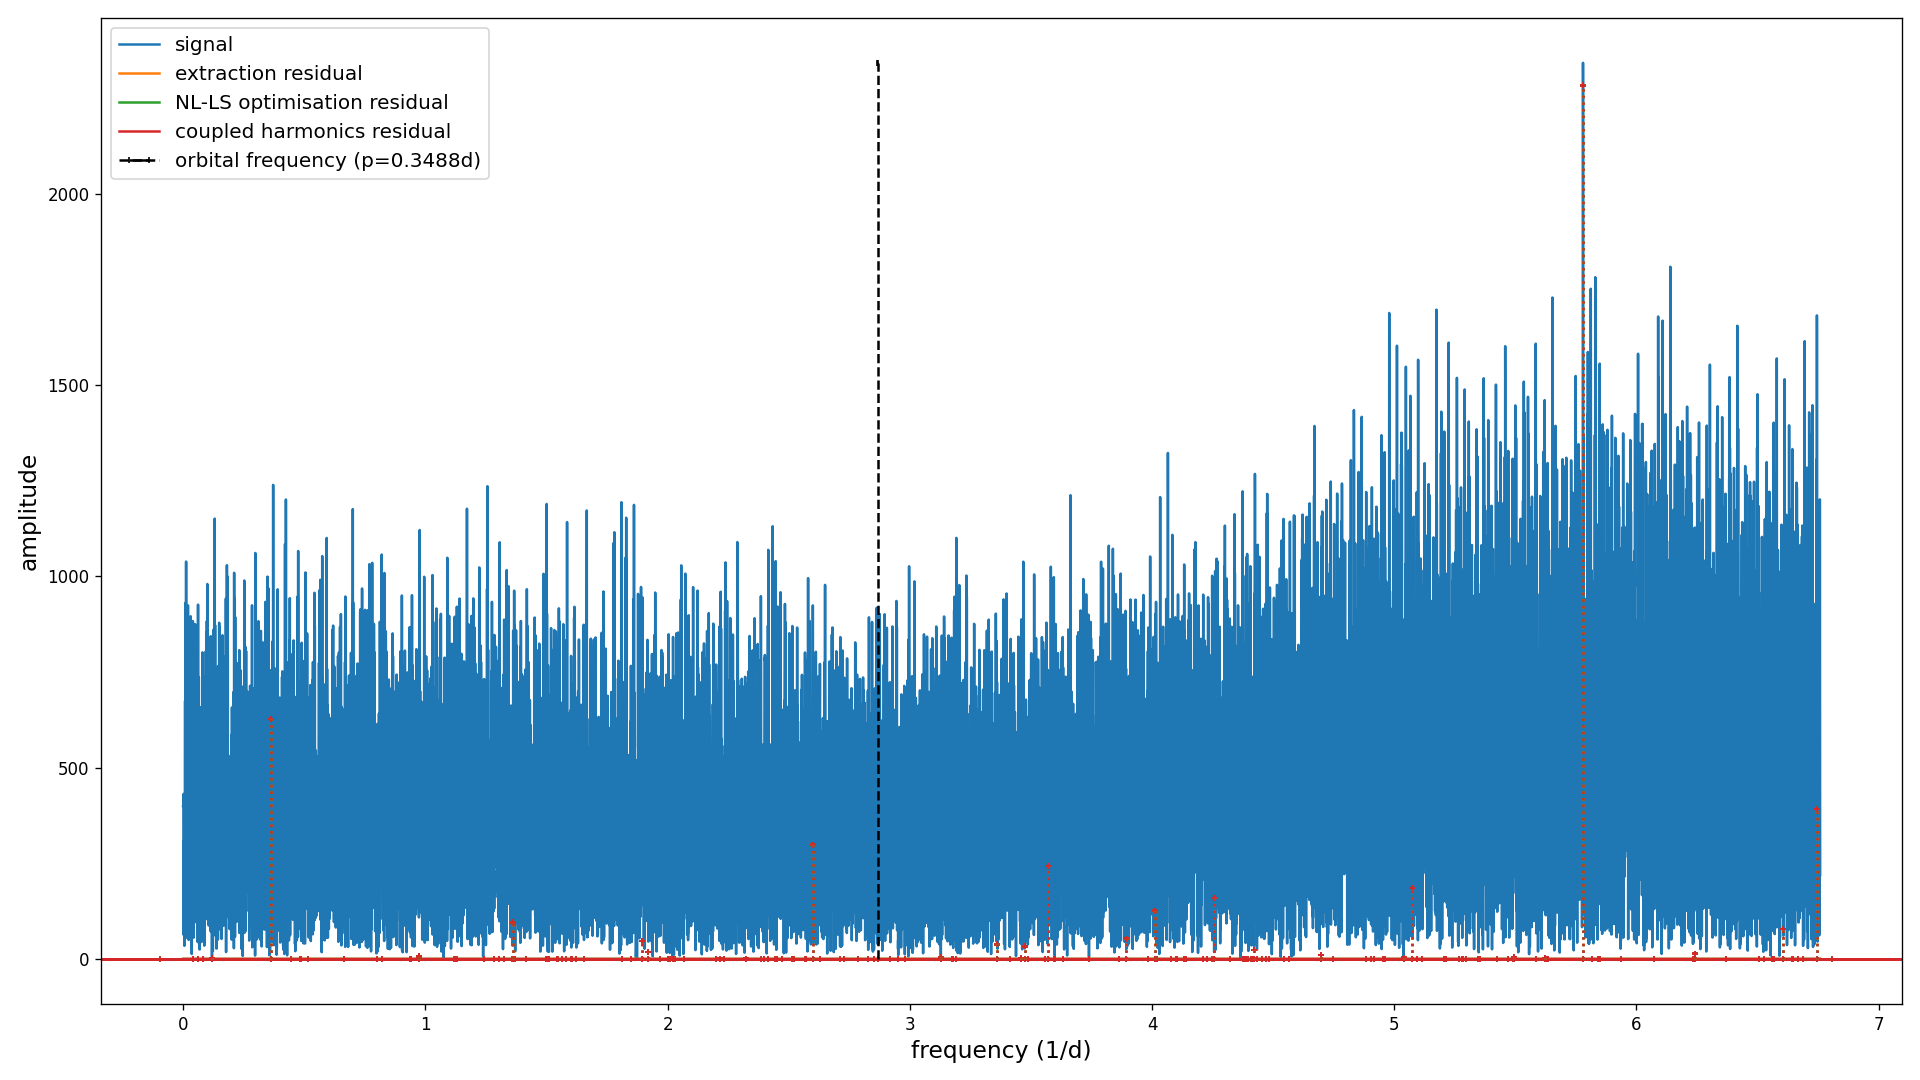 signal
extraction residual
NL-LS optimisation residual
coupled harmonics residual
orbital frequency (p=0.3488d)
2000
1500
1000
500
0
amplitude
0 1 2 3 4 5 6 7
frequency (1/d)